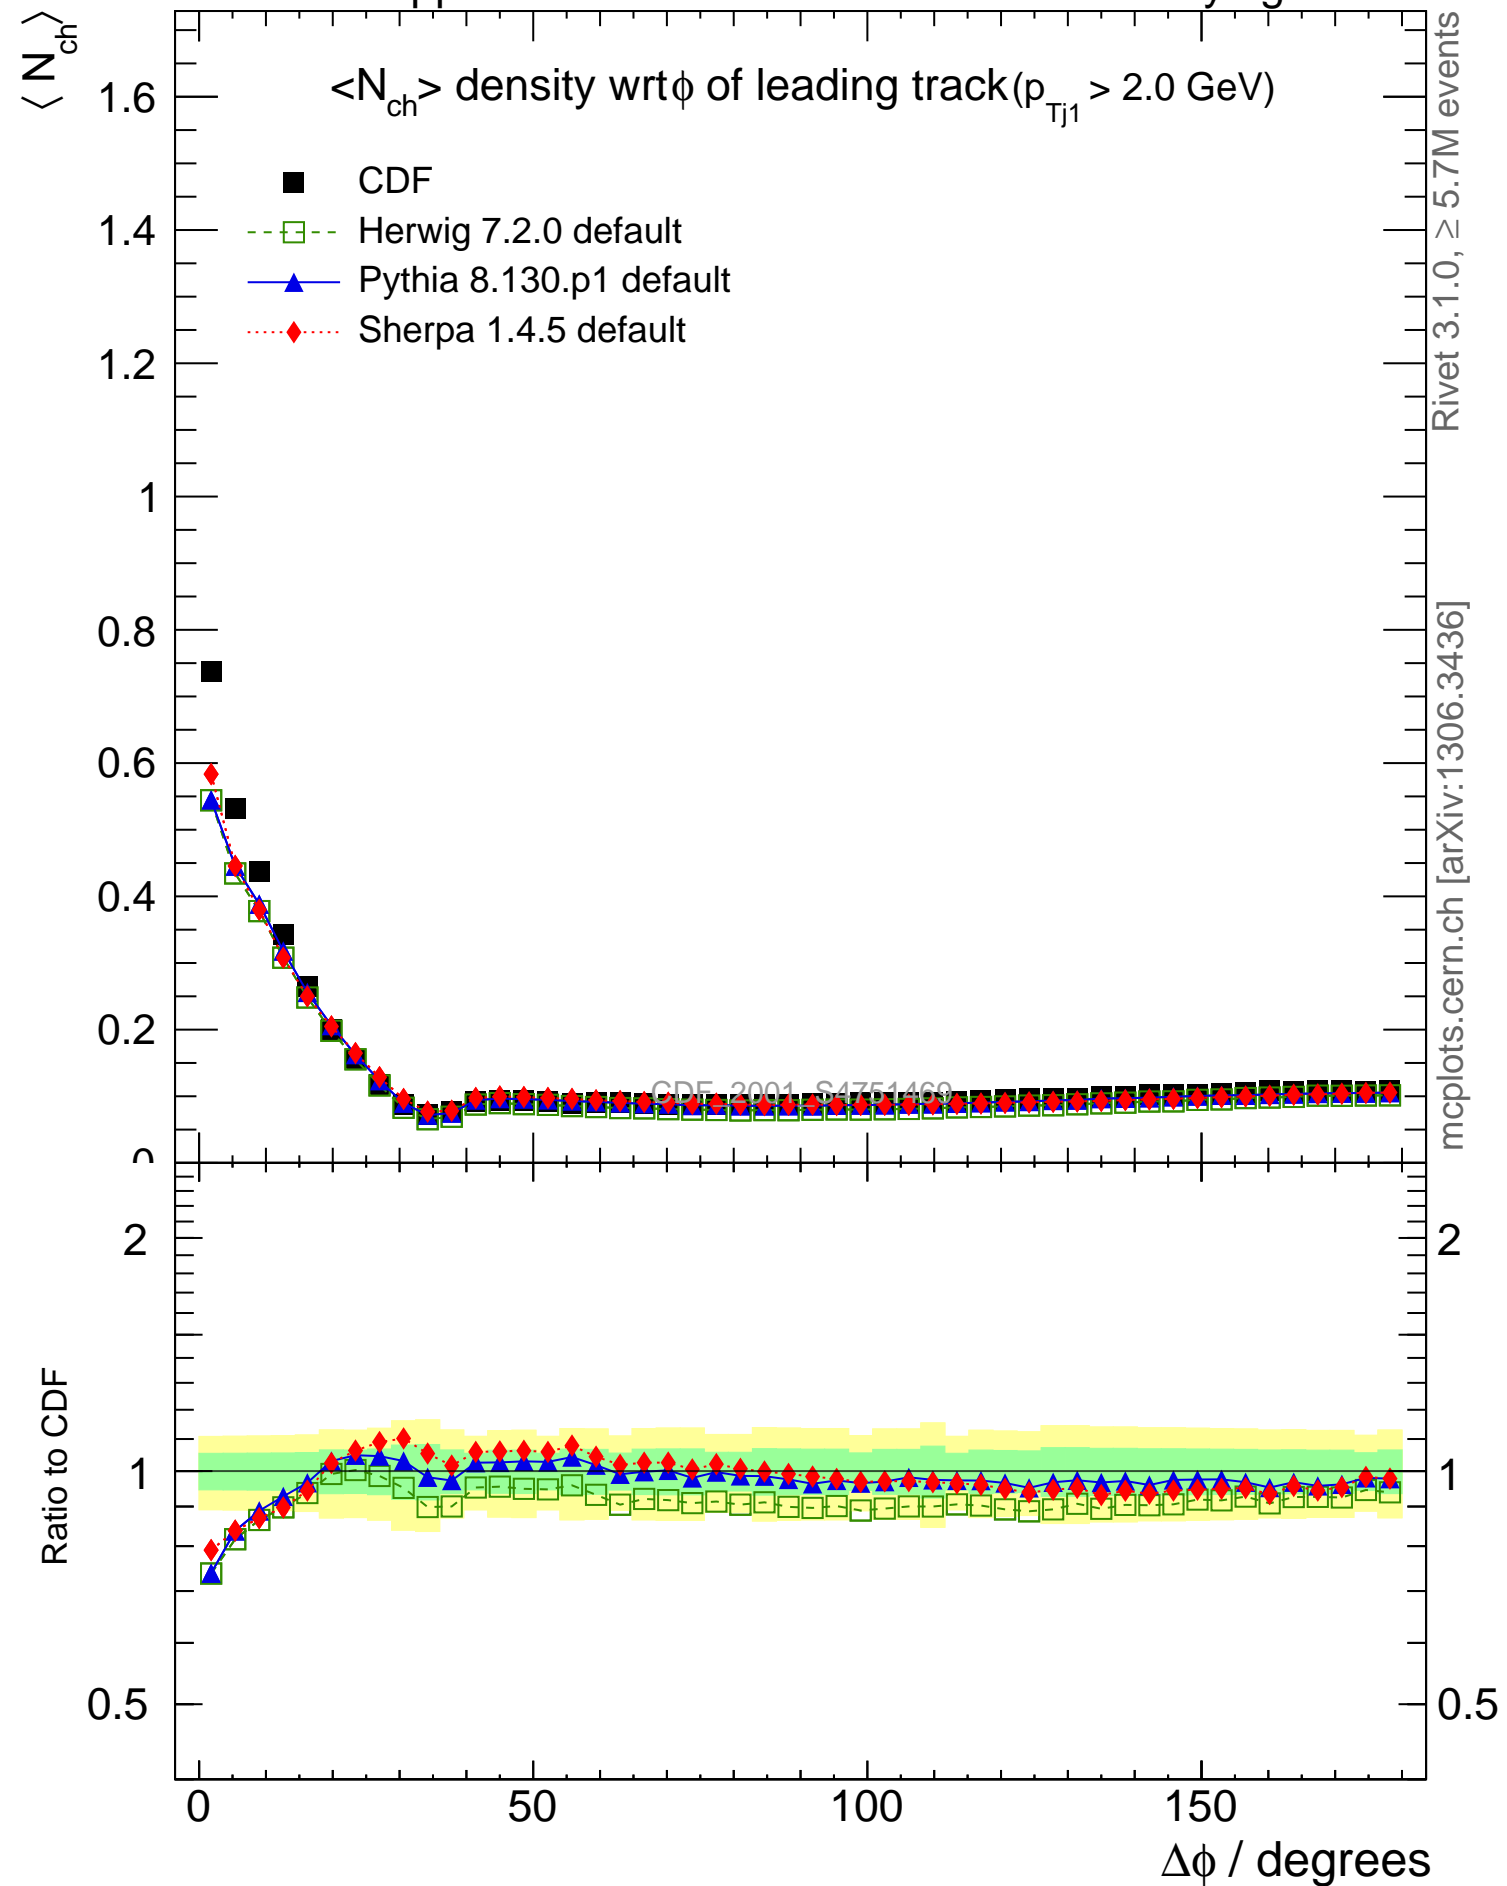 ⟨ N_ch ⟩
<N_ch> density wrt ϕ of leading track (p_Tj1 > 2.0 GeV)
CDF
Herwig 7.2.0 default
Pythia 8.130.p1 default
Sherpa 1.4.5 default
1.6
1.4
1.2
1
0.8
0.6
0.4
0.2
0
CDF_2001_S4751469
Rivet 3.1.0, ≥ 5.7M events
mcplots.cern.ch [arXiv:1306.3436]
Ratio to CDF
2
1
0.5
2
1
0.5
0 50 100 150
Δϕ / degrees